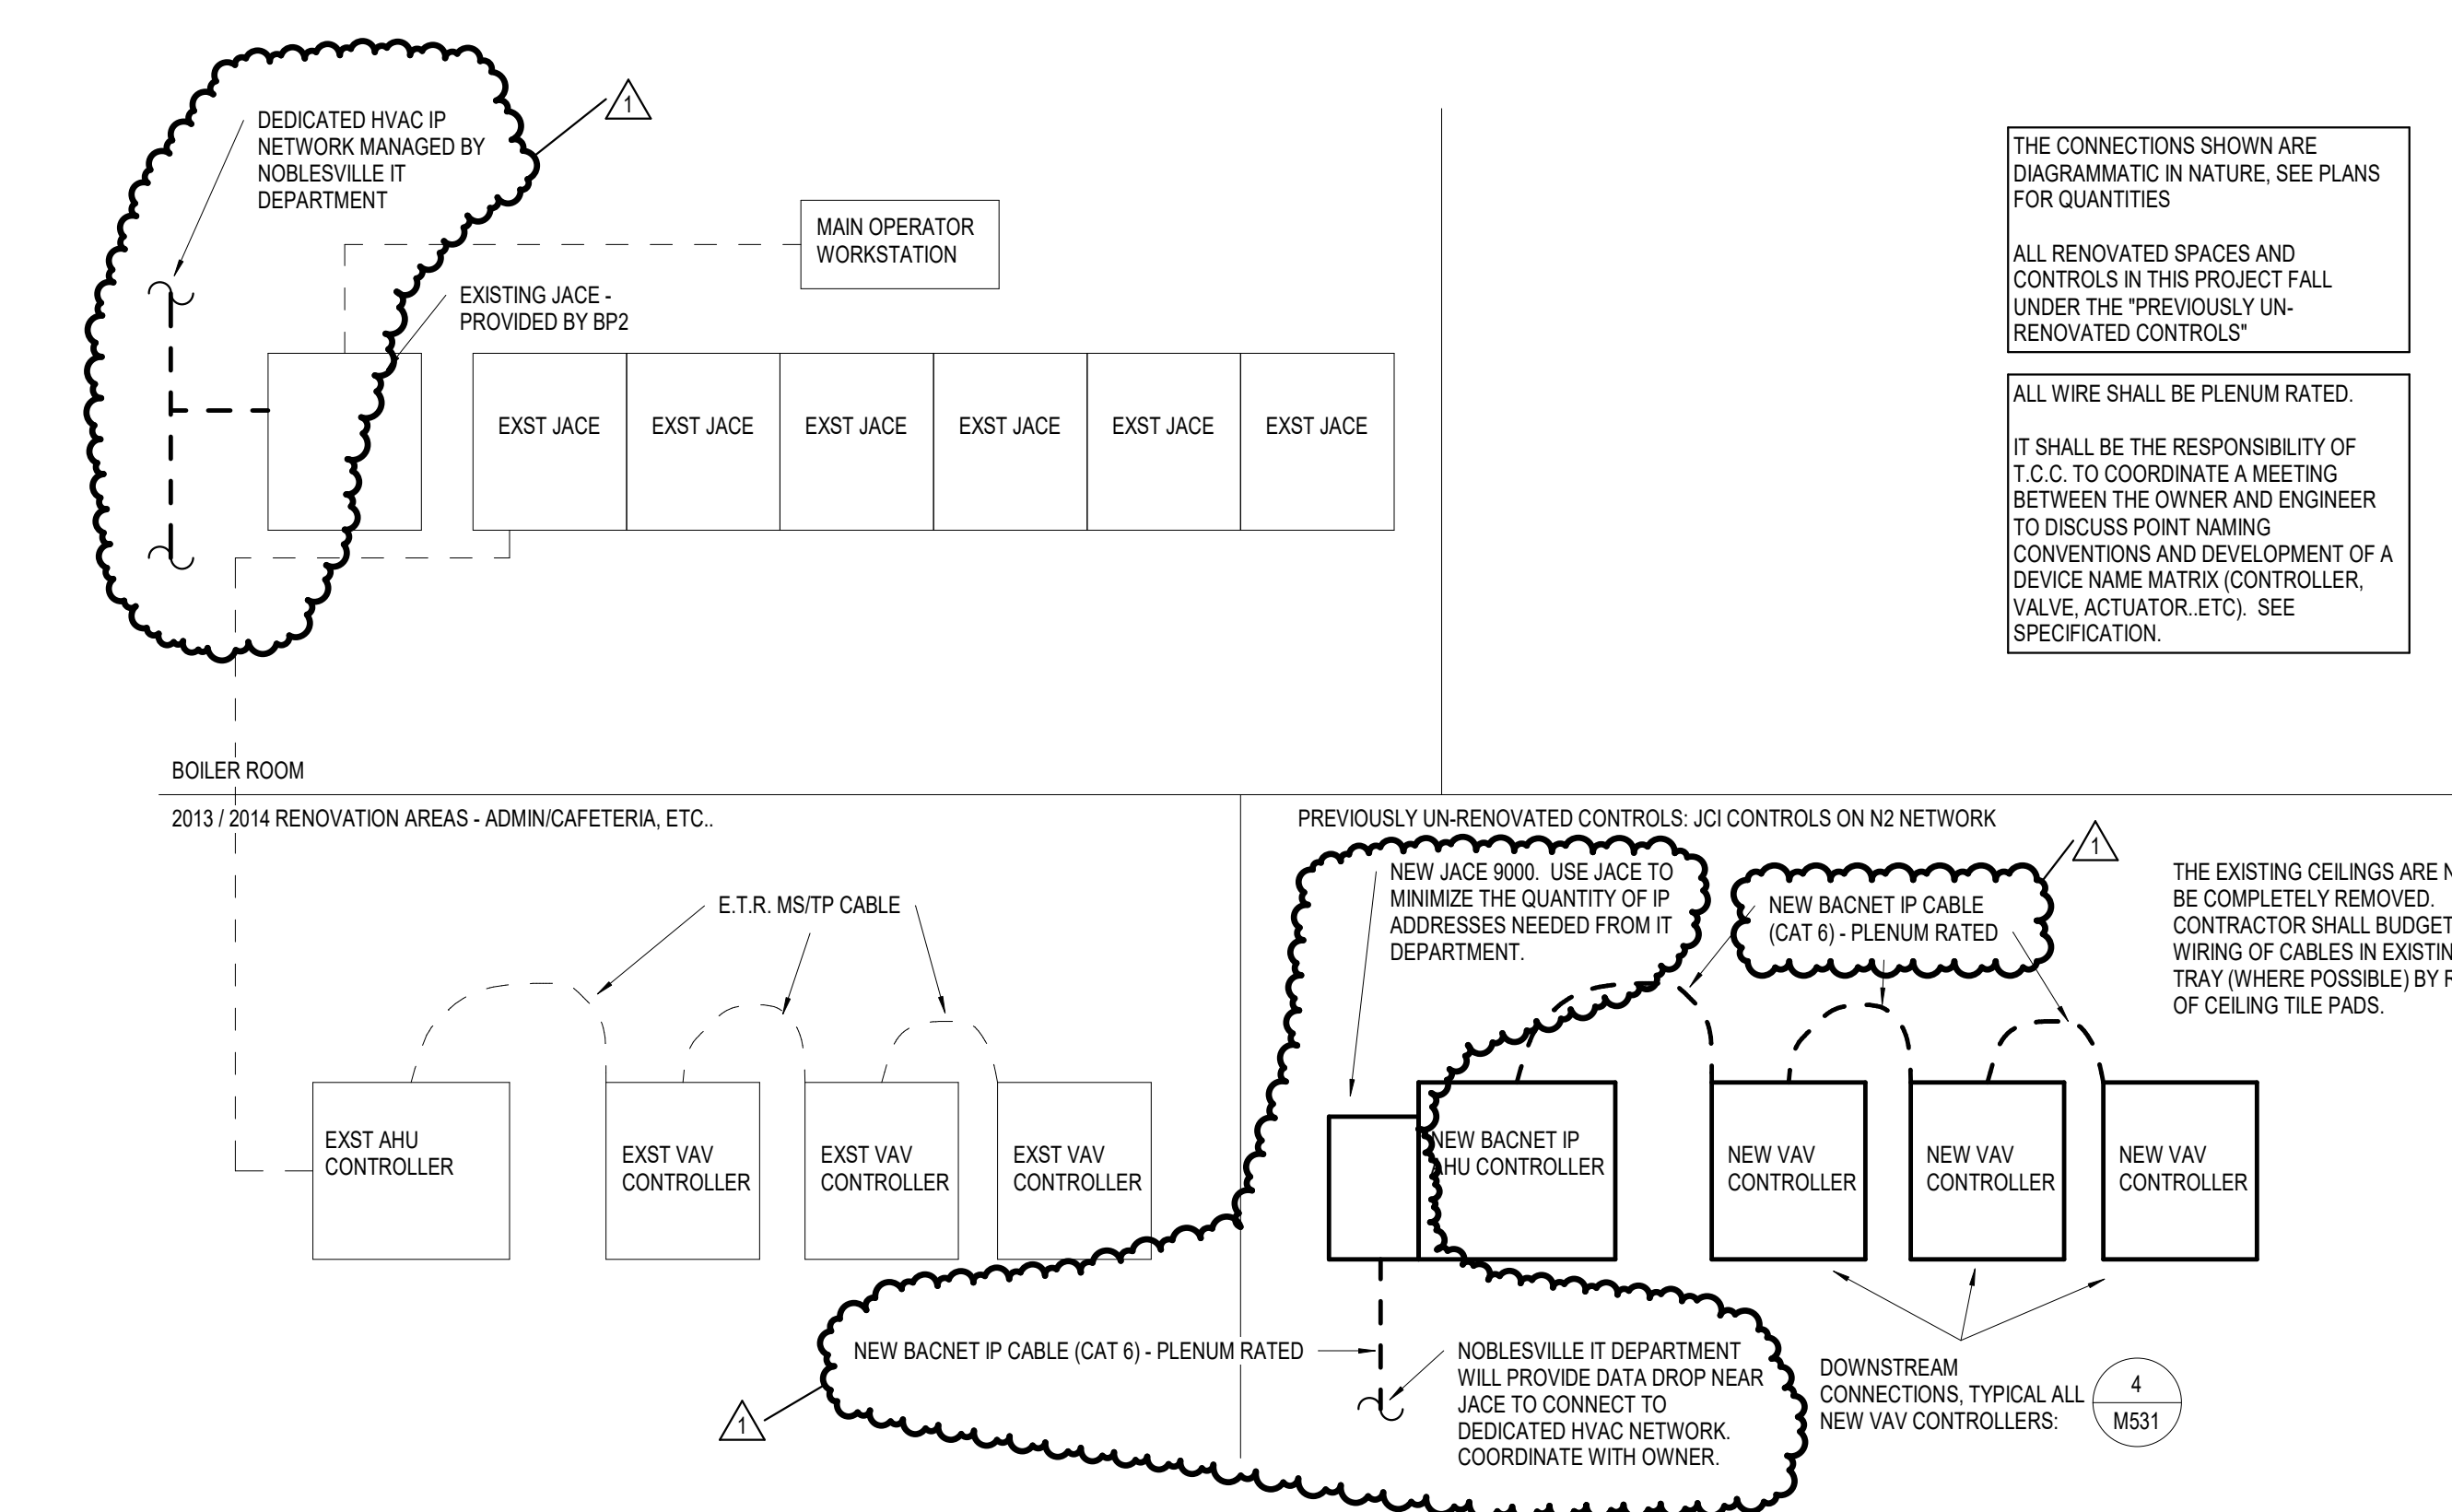 DEDICATED HVAC IP
NETWORK MANAGED BY
NOBLESVILLE IT
DEPARTMENT
1
MAIN OPERATOR
WORKSTATION
EXISTING JACE -
PROVIDED BY BP2
EXST JACE
EXST JACE
EXST JACE
EXST JACE
EXST JACE
EXST JACE
THE CONNECTIONS SHOWN ARE
DIAGRAMMATIC IN NATURE, SEE PLANS
FOR QUANTITIES
ALL RENOVATED SPACES AND
CONTROLS IN THIS PROJECT FALL
UNDER THE "PREVIOUSLY UN-
RENOVATED CONTROLS"
ALL WIRE SHALL BE PLENUM RATED.
IT SHALL BE THE RESPONSIBILITY OF
T.C.C. TO COORDINATE A MEETING
BETWEEN THE OWNER AND ENGINEER
TO DISCUSS POINT NAMING
CONVENTIONS AND DEVELOPMENT OF A
DEVICE NAME MATRIX (CONTROLLER,
VALVE, ACTUATOR..ETC). SEE
SPECIFICATION.
BOILER ROOM
2013 / 2014 RENOVATION AREAS - ADMIN/CAFETERIA, ETC..
E.T.R. MS/TP CABLE
EXST AHU
CONTROLLER
EXST VAV
CONTROLLER
EXST VAV
CONTROLLER
EXST VAV
CONTROLLER
PREVIOUSLY UN-RENOVATED CONTROLS: JCI CONTROLS ON N2 NETWORK
1
NEW JACE 9000. USE JACE TO
MINIMIZE THE QUANTITY OF IP
ADDRESSES NEEDED FROM IT
DEPARTMENT.
NEW BACNET IP CABLE
(CAT 6) - PLENUM RATED
THE EXISTING CEILINGS ARE
BE COMPLETELY REMOVED.
CONTRACTOR SHALL BUDGET
WIRING OF CABLES IN
TRAY (WHERE POSSIBLE) BY
OF CEILING TILE PADS.
NEW BACNET IP
AHU CONTROLLER
NEW VAV
CONTROLLER
NEW VAV
CONTROLLER
NEW VAV
CONTROLLER
NEW BACNET IP CABLE (CAT 6) - PLENUM RATED
1
NOBLESVILLE IT DEPARTMENT
WILL PROVIDE DATA DROP NEAR
JACE TO CONNECT TO
DEDICATED HVAC NETWORK.
COORDINATE WITH OWNER.
DOWNSTREAM
CONNECTIONS, TYPICAL ALL
NEW VAV CONTROLLERS:
4
M531